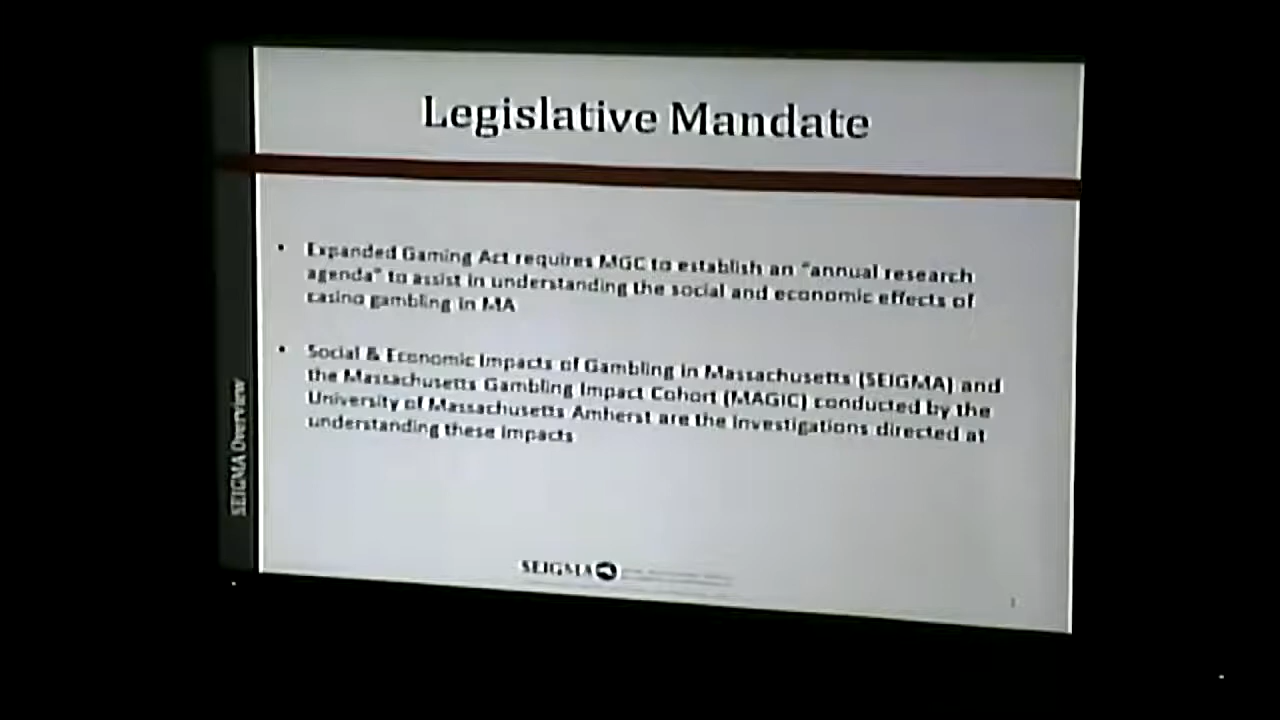 Legislative Mandate
• Expanded Gaming Act requires MGC to establish an "annual research
agenda" to assist in understanding the social and economic effects of
casino gambling in MA
• Social & Economic Impacts of Gambling in Massachusetts (SEIGMA) and
the Massachusetts Gambling Impact Cohort (MAGIC) conducted by the
University of Massachusetts Amherst are the investigations directed at
understanding these impacts
SEIGMA Overview
SEIGMA